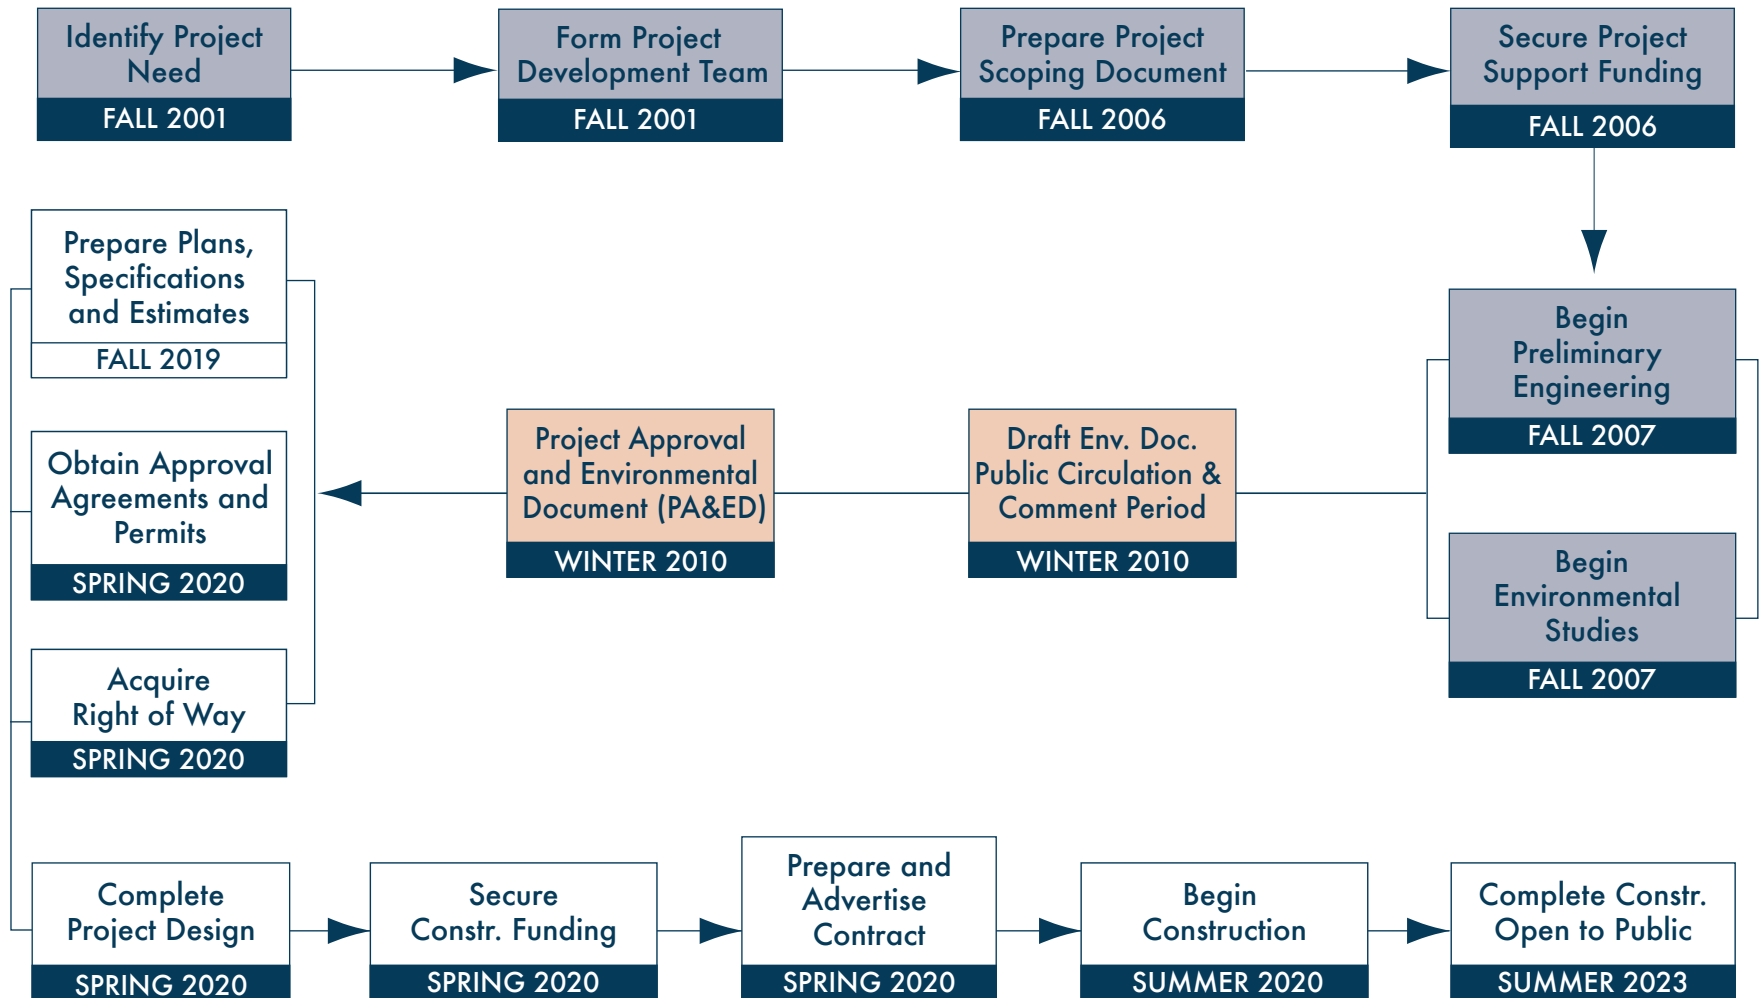 Identify Project
Need
FALL 2001
Form Project
Development Team
FALL 2001
Prepare Project
Scoping Document
FALL 2006
Secure Project
Support Funding
FALL 2006
Begin
Preliminary
Engineering
FALL 2007
Begin
Environmental
Studies
FALL 2007
Draft Env. Doc.
Public Circulation &
Comment Period
WINTER 2010
Project Approval
and Environmental
Document (PA&ED)
WINTER 2010
Prepare Plans,
Specifications
and Estimates
FALL 2019
Obtain Approval
Agreements and
Permits
SPRING 2020
Acquire
Right of Way
SPRING 2020
Complete
Project Design
SPRING 2020
Secure
Constr. Funding
SPRING 2020
Prepare and
Advertise
Contract
SPRING 2020
Begin
Construction
SUMMER 2020
Complete Constr.
Open to Public
SUMMER 2023